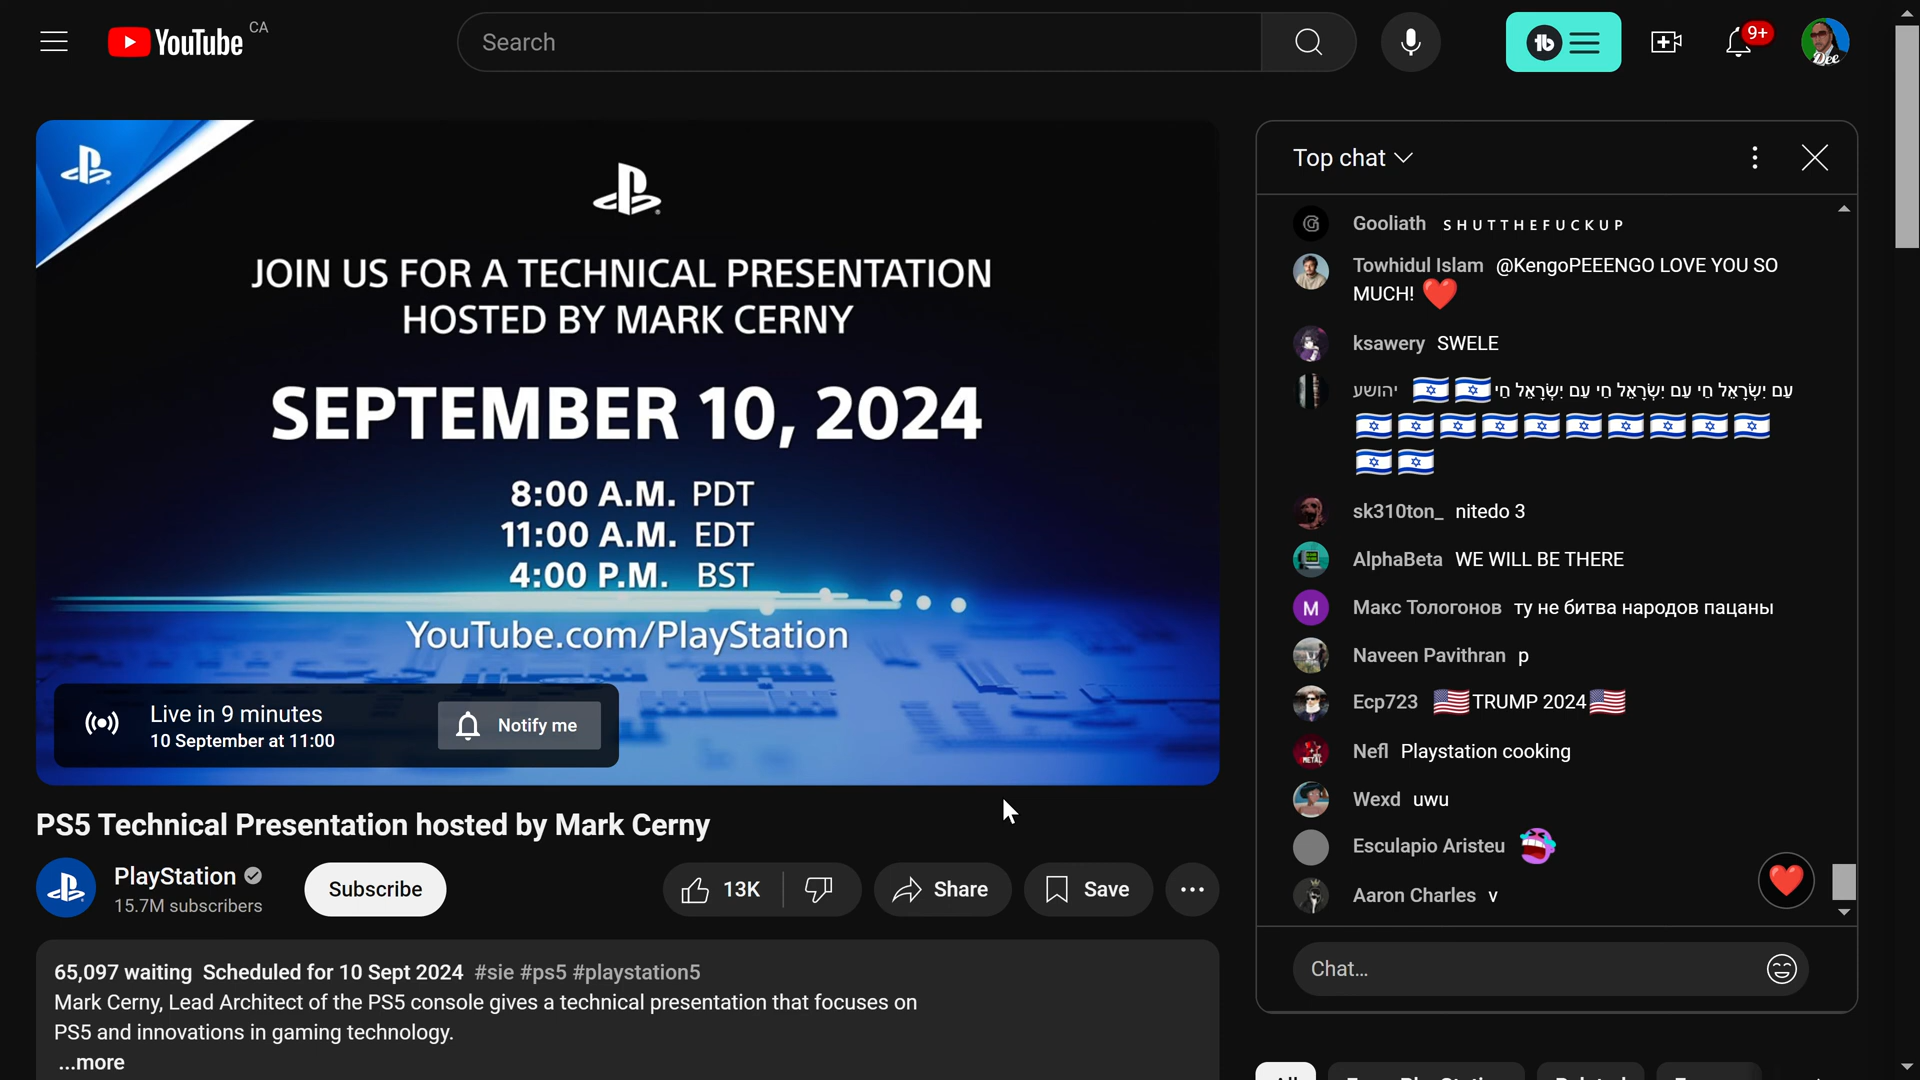 YouTube CA
Search
9+
Dee
JOIN US FOR A TECHNICAL PRESENTATION
HOSTED BY MARK CERNY
SEPTEMBER 10, 2024
8:00 A.M. PDT
11:00 A.M. EDT
4:00 P.M. BST
YouTube.com/PlayStation
Live in 9 minutes
10 September at 11:00
Notify me
PS5 Technical Presentation hosted by Mark Cerny
PlayStation
15.7M subscribers
Subscribe
13K
Share
Save
65,097 waiting Scheduled for 10 Sept 2024 #sie #ps5 #playstation5
Mark Cerny, Lead Architect of the PS5 console gives a technical presentation that focuses on
PS5 and innovations in gaming technology.
...more
Top chat
Gooliath S H U T T H E F U C K U P
Towhidul Islam @KengoPEEENGO LOVE YOU SO
MUCH! ❤️
ksawery SWELE
יהושע 🇮🇱🇮🇱 עם יִשְׂרָאֵל חי עם יִשְׂרָאֵל חי עם יִשְׂרָאֵל חי
🇮🇱🇮🇱🇮🇱🇮🇱🇮🇱🇮🇱🇮🇱🇮🇱🇮🇱🇮🇱
🇮🇱🇮🇱
sk310ton_ nitedo 3
AlphaBeta WE WILL BE THERE
М
Макс Тологонов ту не битва народов пацаны
Naveen Pavithran p
Ecp723 🇺🇸TRUMP 2024🇺🇸
Nefl Playstation cooking
Wexd uwu
Esculapio Aristeu
Aaron Charles v
Chat...